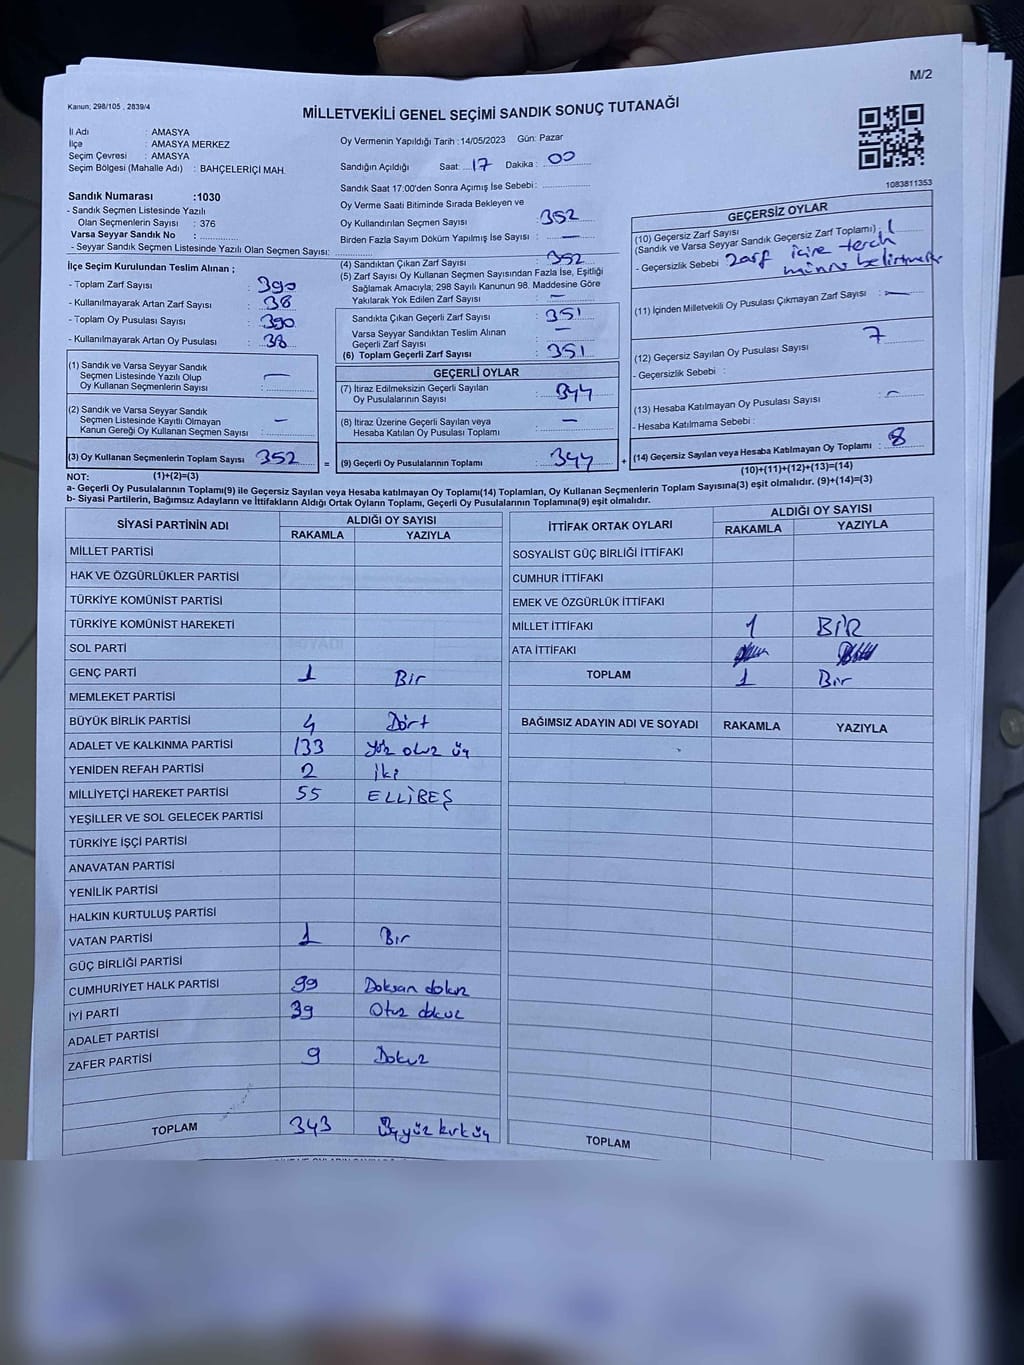 M/2
Kanun; 298/105 , 2839/4
MİLLETVEKİLİ GENEL SEÇİMİ SANDIK SONUÇ TUTANAĞI
İl Adı : AMASYA
İlçe : AMASYA MERKEZ
Seçim Çevresi : AMASYA
Seçim Bölgesi (Mahalle Adı) : BAHÇELERİÇİ MAH.
Sandık Numarası :1030
- Sandık Seçmen Listesinde Yazılı
Olan Seçmenlerin Sayısı : 376
Varsa Seyyar Sandık No :
- Seyyar Sandık Seçmen Listesinde Yazılı Olan Seçmen Sayısı:
Oy Vermenin Yapıldığı Tarih :14/05/2023 Gün: Pazar
Sandığın Açıldığı Saat: 17 Dakika : 00
Sandık Saat 17:00'den Sonra Açımış İse Sebebi:
Oy Verme Saati Bitiminde Sırada Bekleyen ve
Oy Kullandırılan Seçmen Sayısı : 352
Birden Fazla Sayım Döküm Yapılmış İse Sayısı : —
1083811353
İlçe Seçim Kurulundan Teslim Alınan ;
- Toplam Zarf Sayısı : 390
- Kullanılmayarak Artan Zarf Sayısı : 38
- Toplam Oy Pusulası Sayısı : 390
- Kullanılmayarak Artan Oy Pusulası : 38
(1) Sandık ve Varsa Seyyar Sandık
Seçmen Listesinde Yazılı Olup
Oy Kullanan Seçmenlerin Sayısı : —
(2) Sandık ve Varsa Seyyar Sandık
Seçmen Listesinde Kayıtlı Olmayan
Kanun Gereği Oy Kullanan Seçmen Sayısı : —
(3) Oy Kullanan Seçmenlerin Toplam Sayısı 352
(1)+(2)=(3)
(4) Sandıktan Çıkan Zarf Sayısı : 352
(5) Zarf Sayısı Oy Kullanan Seçmen Sayısından Fazla İse, Eşitliği
Sağlamak Amacıyla; 298 Sayılı Kanunun 98. Maddesine Göre
Yakılarak Yok Edilen Zarf Sayısı : —
Sandıkta Çıkan Geçerli Zarf Sayısı : 351
Varsa Seyyar Sandıktan Teslim Alınan
Geçerli Zarf Sayısı : —
(6) Toplam Geçerli Zarf Sayısı : 351
GEÇERLİ OYLAR
(7) İtiraz Edilmeksizin Geçerli Sayılan
Oy Pusulalarının Sayısı : 344
(8) İtiraz Üzerine Geçerli Sayılan veya
Hesaba Katılan Oy Pusulası Toplamı : —
= (9) Geçerli Oy Pusulalarının Toplamı : 344
GEÇERSİZ OYLAR
(10) Geçersiz Zarf Sayısı
(Sandık ve Varsa Seyyar Sandık Geçersiz Zarf Toplamı) : 1
- Geçersizlik Sebebi : zarf içine tercih
belirtmek
(11) İçinden Milletvekili Oy Pusulası Çıkmayan Zarf Sayısı : —
(12) Geçersiz Sayılan Oy Pusulası Sayısı : 7
- Geçersizlik Sebebi :
(13) Hesaba Katılmayan Oy Pusulası Sayısı : —
- Hesaba Katılmama Sebebi :
+ (14) Geçersiz Sayılan veya Hesaba Katılmayan Oy Toplamı : 8
(10)+(11)+(12)+(13)=(14)
NOT:
a- Geçerli Oy Pusulalarının Toplamı(9) ile Geçersiz Sayılan veya Hesaba katılmayan Oy Toplamı(14) Toplamları, Oy Kullanan Seçmenlerin Toplam Sayısına(3) eşit olmalıdır. (9)+(14)=(3)
b- Siyasi Partilerin, Bağımsız Adayların ve İttifakların Aldığı Ortak Oyların Toplamı, Geçerli Oy Pusulalarının Toplamına(9) eşit olmalıdır.
SİYASİ PARTİNİN ADI ALDIĞI OY SAYISI
RAKAMLA YAZIYLA
MİLLET PARTİSİ
HAK VE ÖZGÜRLÜKLER PARTİSİ
TÜRKİYE KOMÜNİST PARTİSİ
TÜRKİYE KOMÜNİST HAREKETİ
SOL PARTİ
GENÇ PARTİ 1 Bir
MEMLEKET PARTİSİ
BÜYÜK BİRLİK PARTİSİ 4 Dört
ADALET VE KALKINMA PARTİSİ 133 Yüz otuz üç
YENİDEN REFAH PARTİSİ 2 iki
MİLLİYETÇİ HAREKET PARTİSİ 55 ELLİBEŞ
YEŞİLLER VE SOL GELECEK PARTİSİ
TÜRKİYE İŞÇİ PARTİSİ
ANAVATAN PARTİSİ
YENİLİK PARTİSİ
HALKIN KURTULUŞ PARTİSİ
VATAN PARTİSİ 1 Bir
GÜÇ BİRLİĞİ PARTİSİ
CUMHURİYET HALK PARTİSİ 99 Doksan dokuz
İYİ PARTİ 39 Otuz dokuz
ADALET PARTİSİ
ZAFER PARTİSİ 9 Dokuz
TOPLAM 343 Üçyüz kırk üç
İTTİFAK ORTAK OYLARI ALDIĞI OY SAYISI
RAKAMLA YAZIYLA
SOSYALİST GÜÇ BİRLİĞİ İTTİFAKI
CUMHUR İTTİFAKI
EMEK VE ÖZGÜRLÜK İTTİFAKI
MİLLET İTTİFAKI 1 BİR
ATA İTTİFAKI
TOPLAM 1 Bir
BAĞIMSIZ ADAYIN ADI VE SOYADI RAKAMLA YAZIYLA
TOPLAM